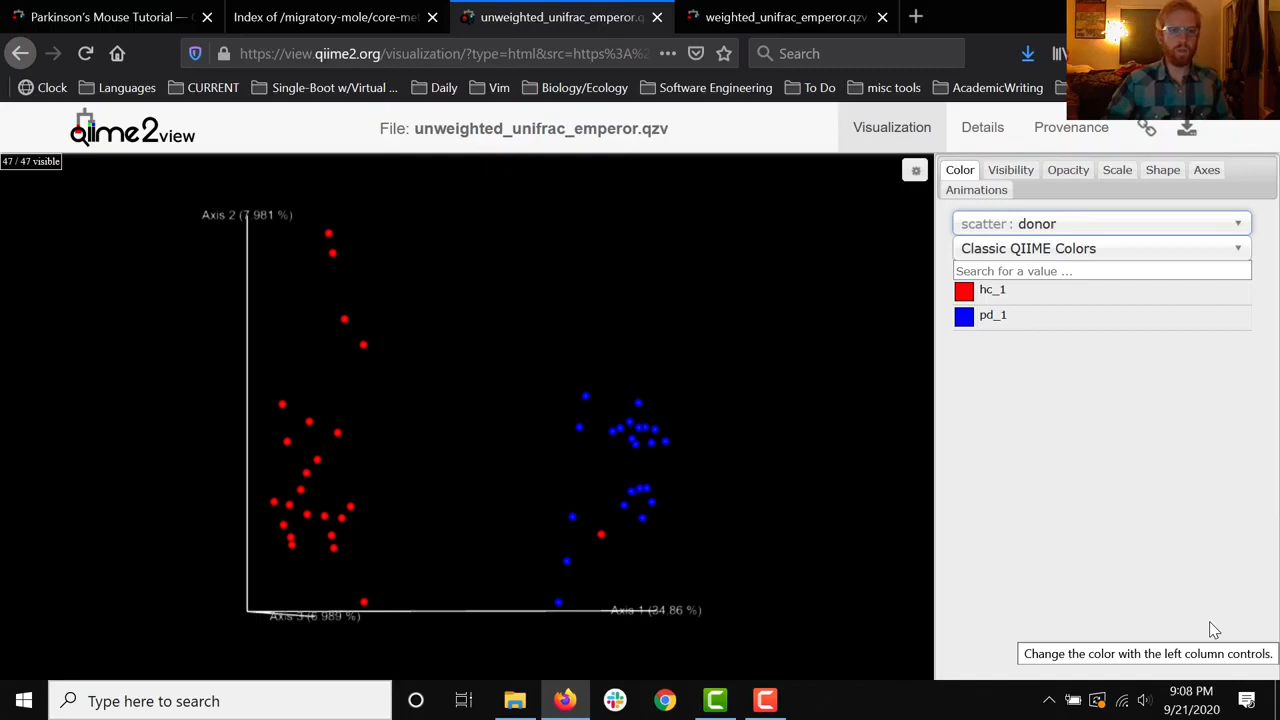 Parkinson's Mouse Tutorial —
Index of /migratory-mole/core-met
unweighted_unifrac_emperor.q
weighted_unifrac_emperor.qzv
https://view.qiime2.org/visualization/?type=html&src=https%3A%
Search
Clock
Languages
CURRENT
Single-Boot w/Virtual ...
Daily
Vim
Biology/Ecology
Software Engineering
To Do
misc tools
AcademicWriting
qiime2view
File: unweighted_unifrac_emperor.qzv
Visualization
Details
Provenance
47 / 47 visible
Color
Visibility
Opacity
Scale
Shape
Axes
Animations
Axis 2 (7.981 %)
scatter : donor
Classic QIIME Colors
Search for a value ...
hc_1
pd_1
Axis 1 (34.86 %)
Axis 3 (6.989 %)
Change the color with the left column controls.
Type here to search
9:08 PM
9/21/2020